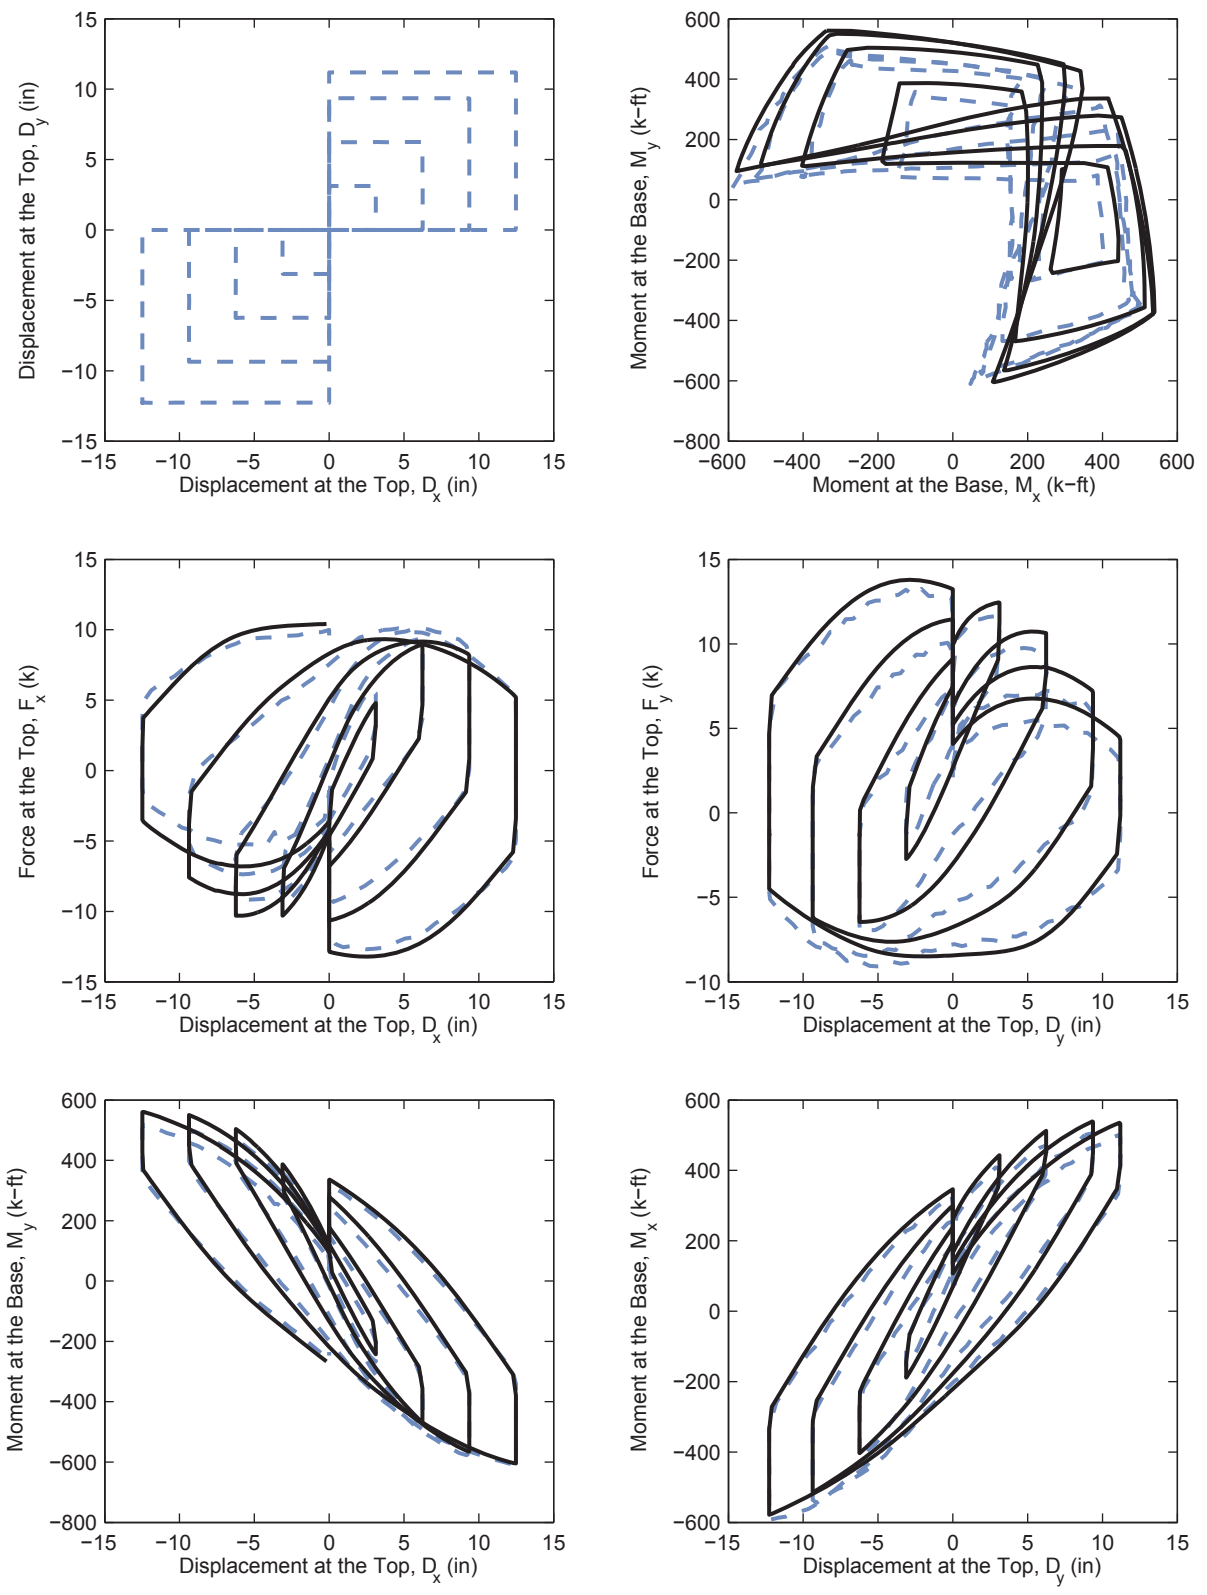 15
10
5
0
−5
−10
−15
Displacement at the Top, Dy (in)
−15 −10 −5 0 5 10 15
Displacement at the Top, Dx (in)
600
400
200
0
−200
−400
−600
−800
Moment at the Base, My (k−ft)
−600 −400 −200 0 200 400 600
Moment at the Base, Mx (k−ft)
15
10
5
0
−5
−10
−15
Force at the Top, Fx (k)
−15 −10 −5 0 5 10 15
Displacement at the Top, Dx (in)
15
10
5
0
−5
−10
Force at the Top, Fy (k)
−15 −10 −5 0 5 10 15
Displacement at the Top, Dy (in)
600
400
200
0
−200
−400
−600
−800
Moment at the Base, My (k−ft)
−15 −10 −5 0 5 10 15
Displacement at the Top, Dx (in)
600
400
200
0
−200
−400
−600
Moment at the Base, Mx (k−ft)
−15 −10 −5 0 5 10 15
Displacement at the Top, Dy (in)